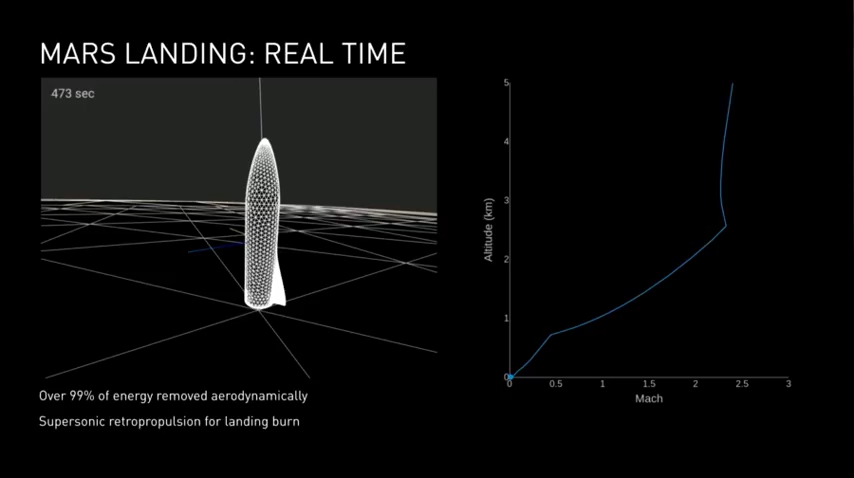 MARS LANDING: REAL TIME
473 sec
Over 99% of energy removed aerodynamically
Supersonic retropropulsion for landing burn
5
4
3
2
1
0
Altitude (km)
0 0.5 1 1.5 2 2.5 3
Mach